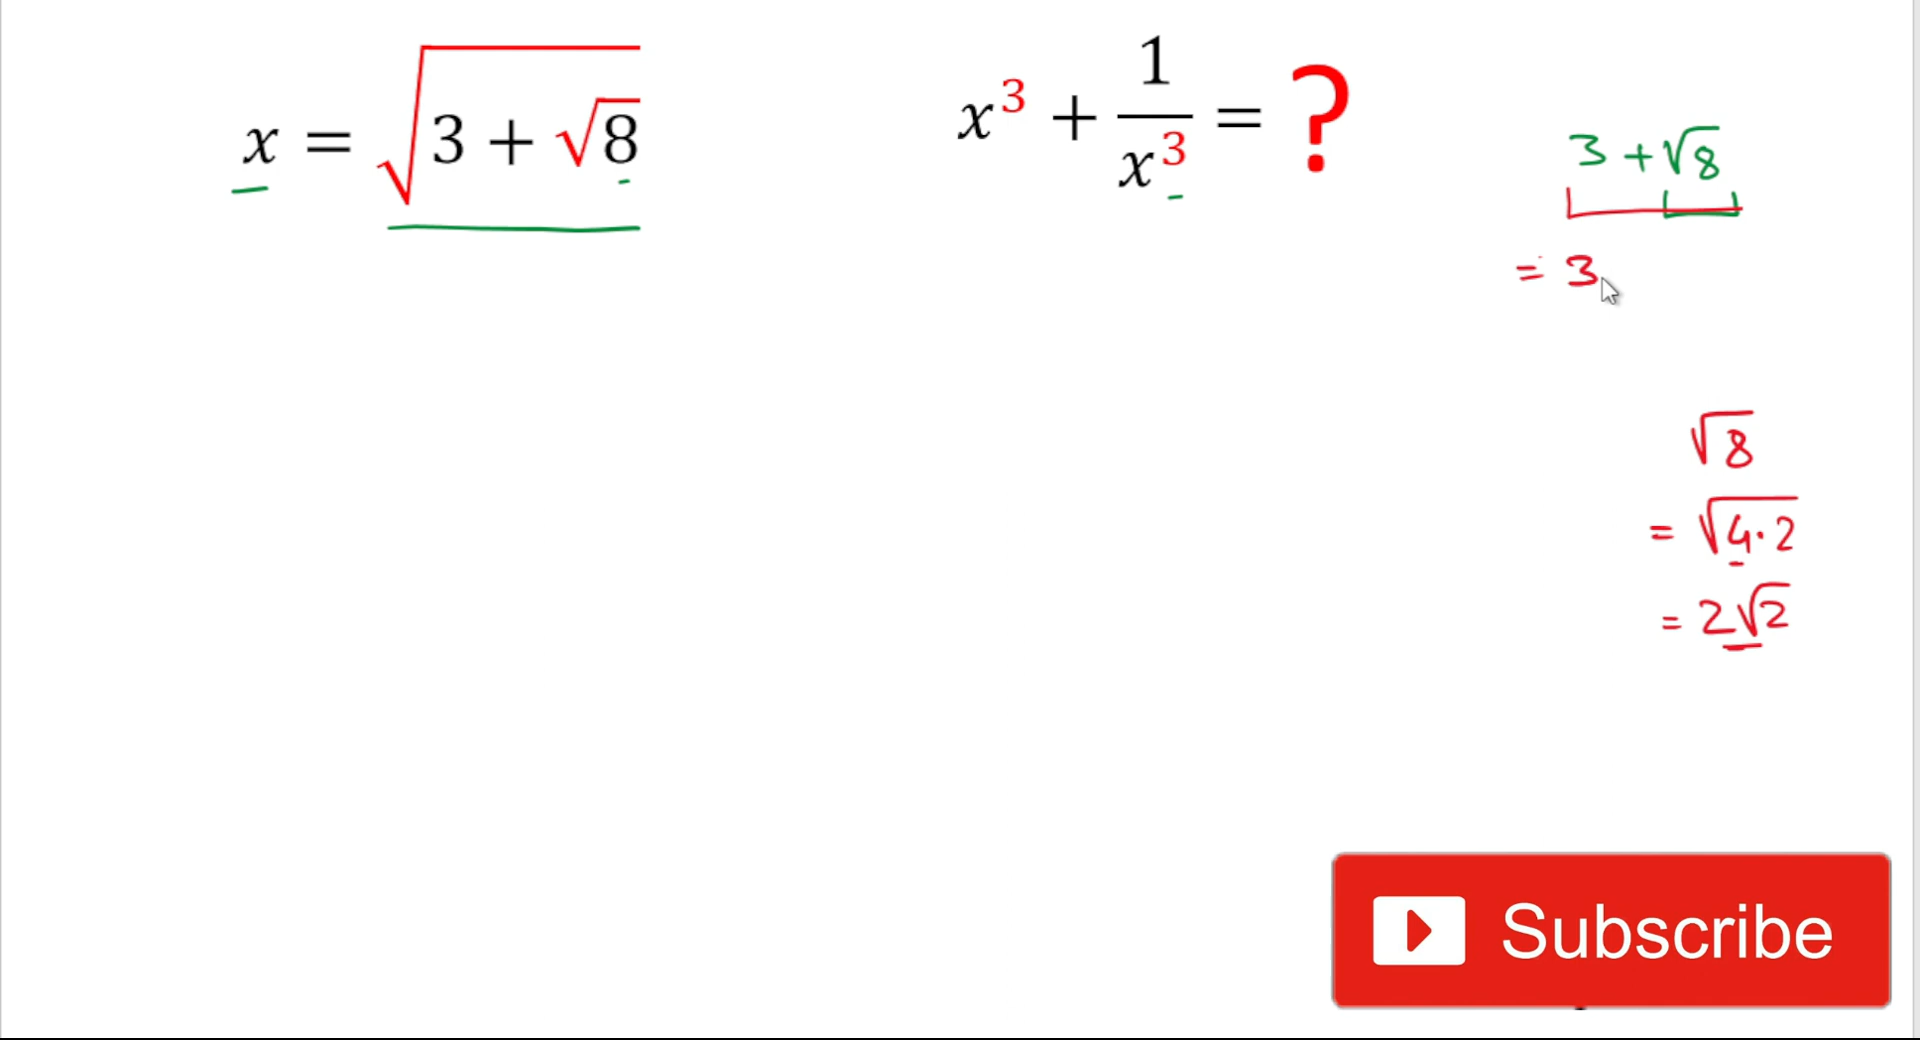 x = √(3 + √8)
x³ + 1/x³ = ?
3 + √8
= 3
√8
= √4·2
= 2√2
Subscribe